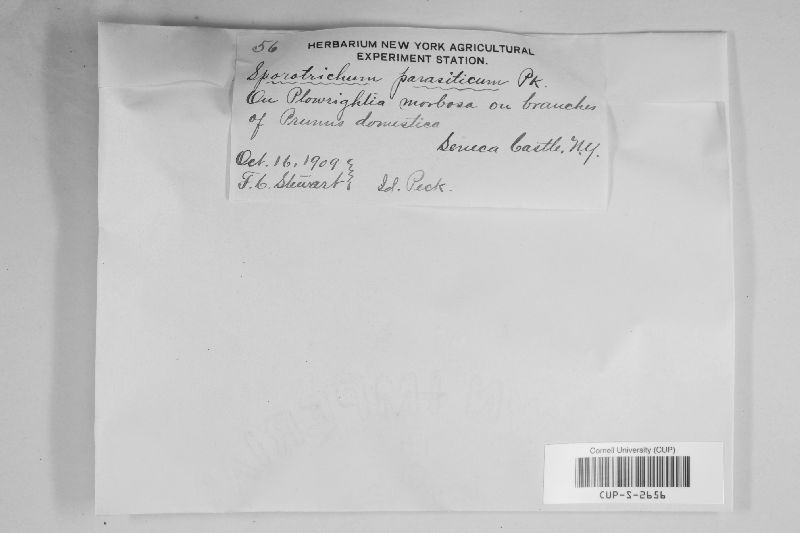 56 HERBARIUM NEW YORK AGRICULTURAL
EXPERIMENT STATION.
Sporotrichum parasiticum Pk.
On Plowrightia morbosa on branches
of Prunus domestica
Seneca Castle, N.Y.
Oct. 16, 1909
F. C. Stewart Id. Peck.
Cornell University (CUP)
CUP-S-2656